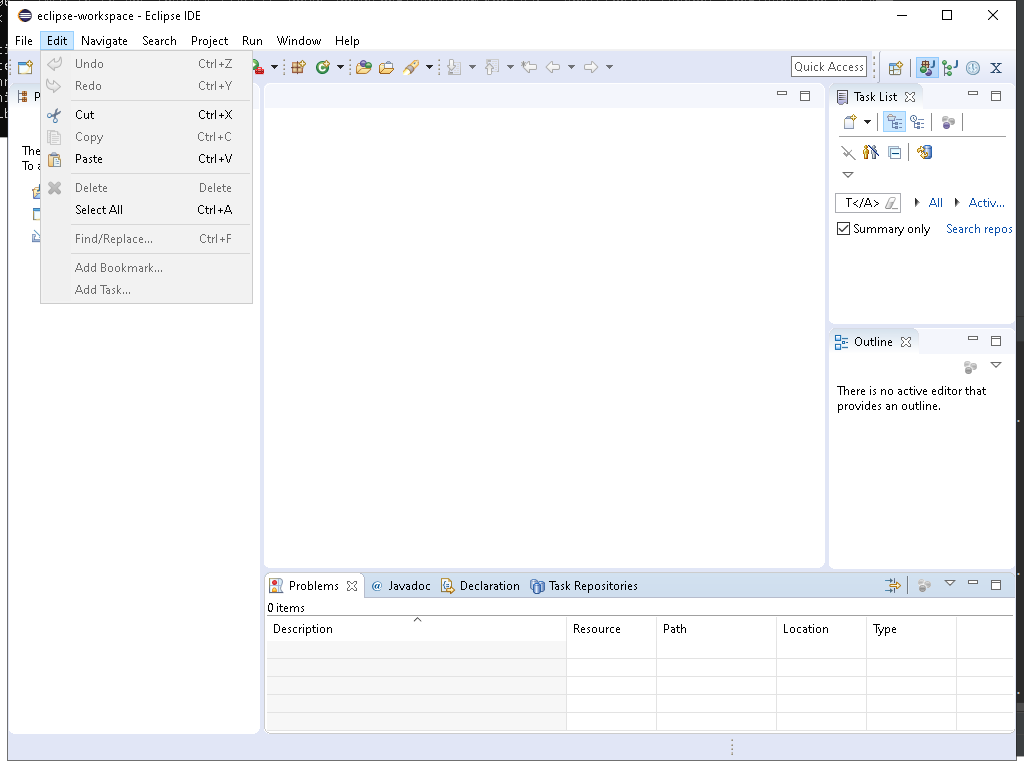 eclipse-workspace - Eclipse IDE
File Edit Navigate Search Project Run Window Help
Undo Ctrl+Z
Redo Ctrl+Y
Cut Ctrl+X
Copy Ctrl+C
Paste Ctrl+V
Delete Delete
Select All Ctrl+A
Find/Replace... Ctrl+F
Add Bookmark...
Add Task...
Quick Access
P
The
To a
Task List
T</A> All Activ...
Summary only Search repos
Outline
There is no active editor that
provides an outline.
Problems @ Javadoc Declaration Task Repositories
0 items
Description Resource Path Location Type